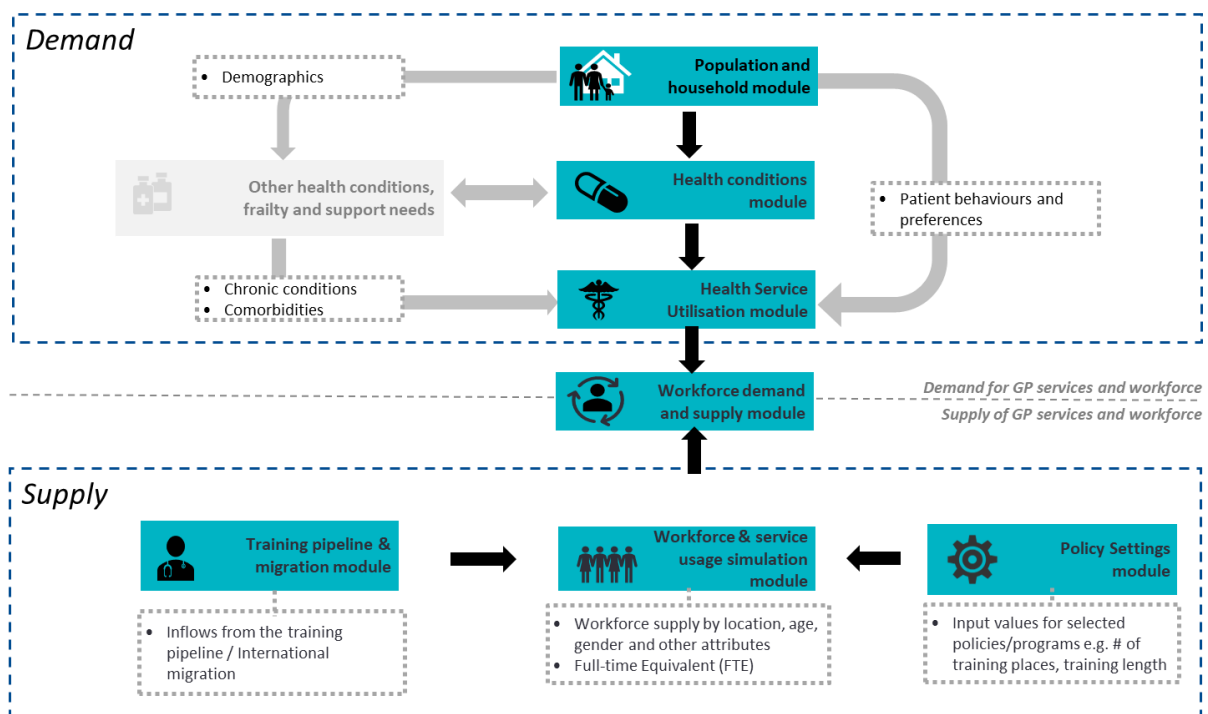 Demand
• Demographics
Population and
household module
Other health conditions,
frailty and support needs
Health conditions
module
• Patient behaviours and
preferences
• Chronic conditions
• Comorbidities
Health Service
Utilisation module
Workforce demand
and supply module
Demand for GP services and workforce
Supply of GP services and workforce
Supply
Training pipeline &
migration module
Workforce & service
usage simulation
module
Policy Settings
module
• Inflows from the training
pipeline / International
migration
• Workforce supply by location, age,
gender and other attributes
• Full-time Equivalent (FTE)
• Input values for selected
policies/programs e.g. # of
training places, training length